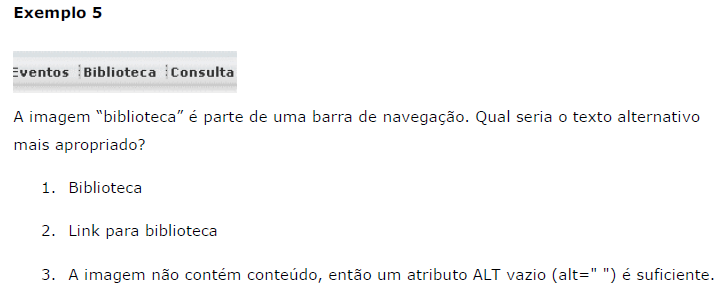 Exemplo 5
Eventos Biblioteca Consulta
A imagem “biblioteca” é parte de uma barra de navegação. Qual seria o texto alternativo
mais apropriado?
1. Biblioteca
2. Link para biblioteca
3. A imagem não contém conteúdo, então um atributo ALT vazio (alt=" ") é suficiente.